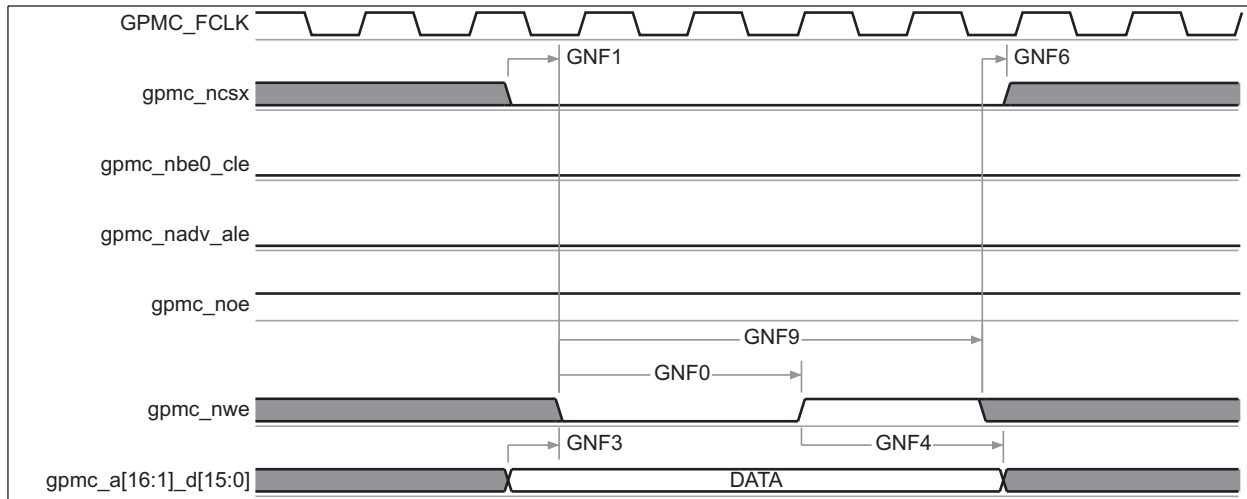 GPMC_FCLK
GNF1
GNF6
gpmc_ncsx
gpmc_nbe0_cle
gpmc_nadv_ale
gpmc_noe
GNF9
GNF0
gpmc_nwe
GNF3
GNF4
gpmc_a[16:1]_d[15:0]
DATA